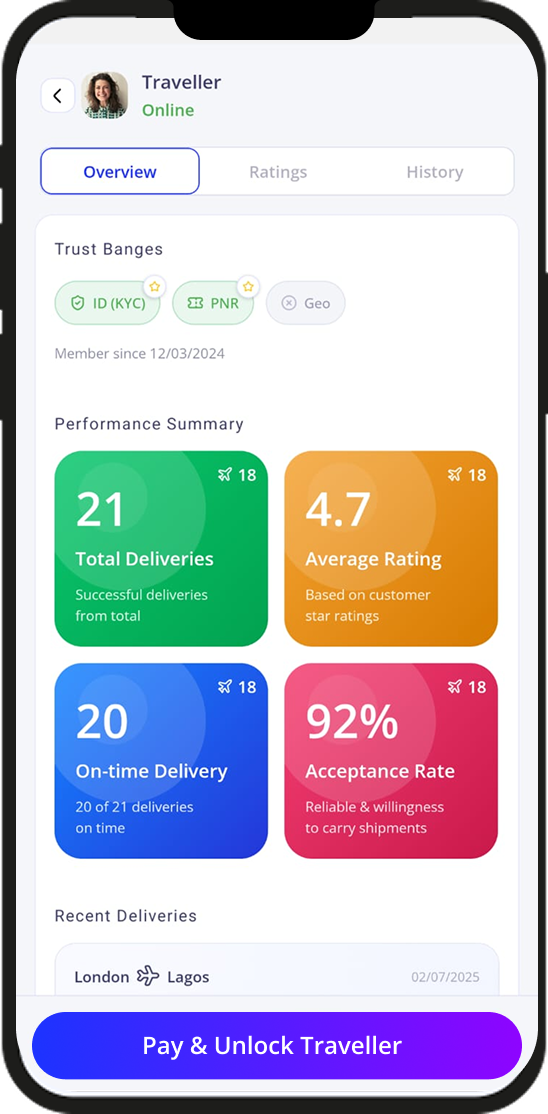 Traveller
Online
Overview
Ratings
History
Trust Banges
ID (KYC)
PNR
Geo
Member since 12/03/2024
Performance Summary
18
21
Total Deliveries
Successful deliveries
from total
18
4.7
Average Rating
Based on customer
star ratings
18
20
On-time Delivery
20 of 21 deliveries
on time
18
92%
Acceptance Rate
Reliable & willingness
to carry shipments
Recent Deliveries
London Lagos
02/07/2025
Pay & Unlock Traveller